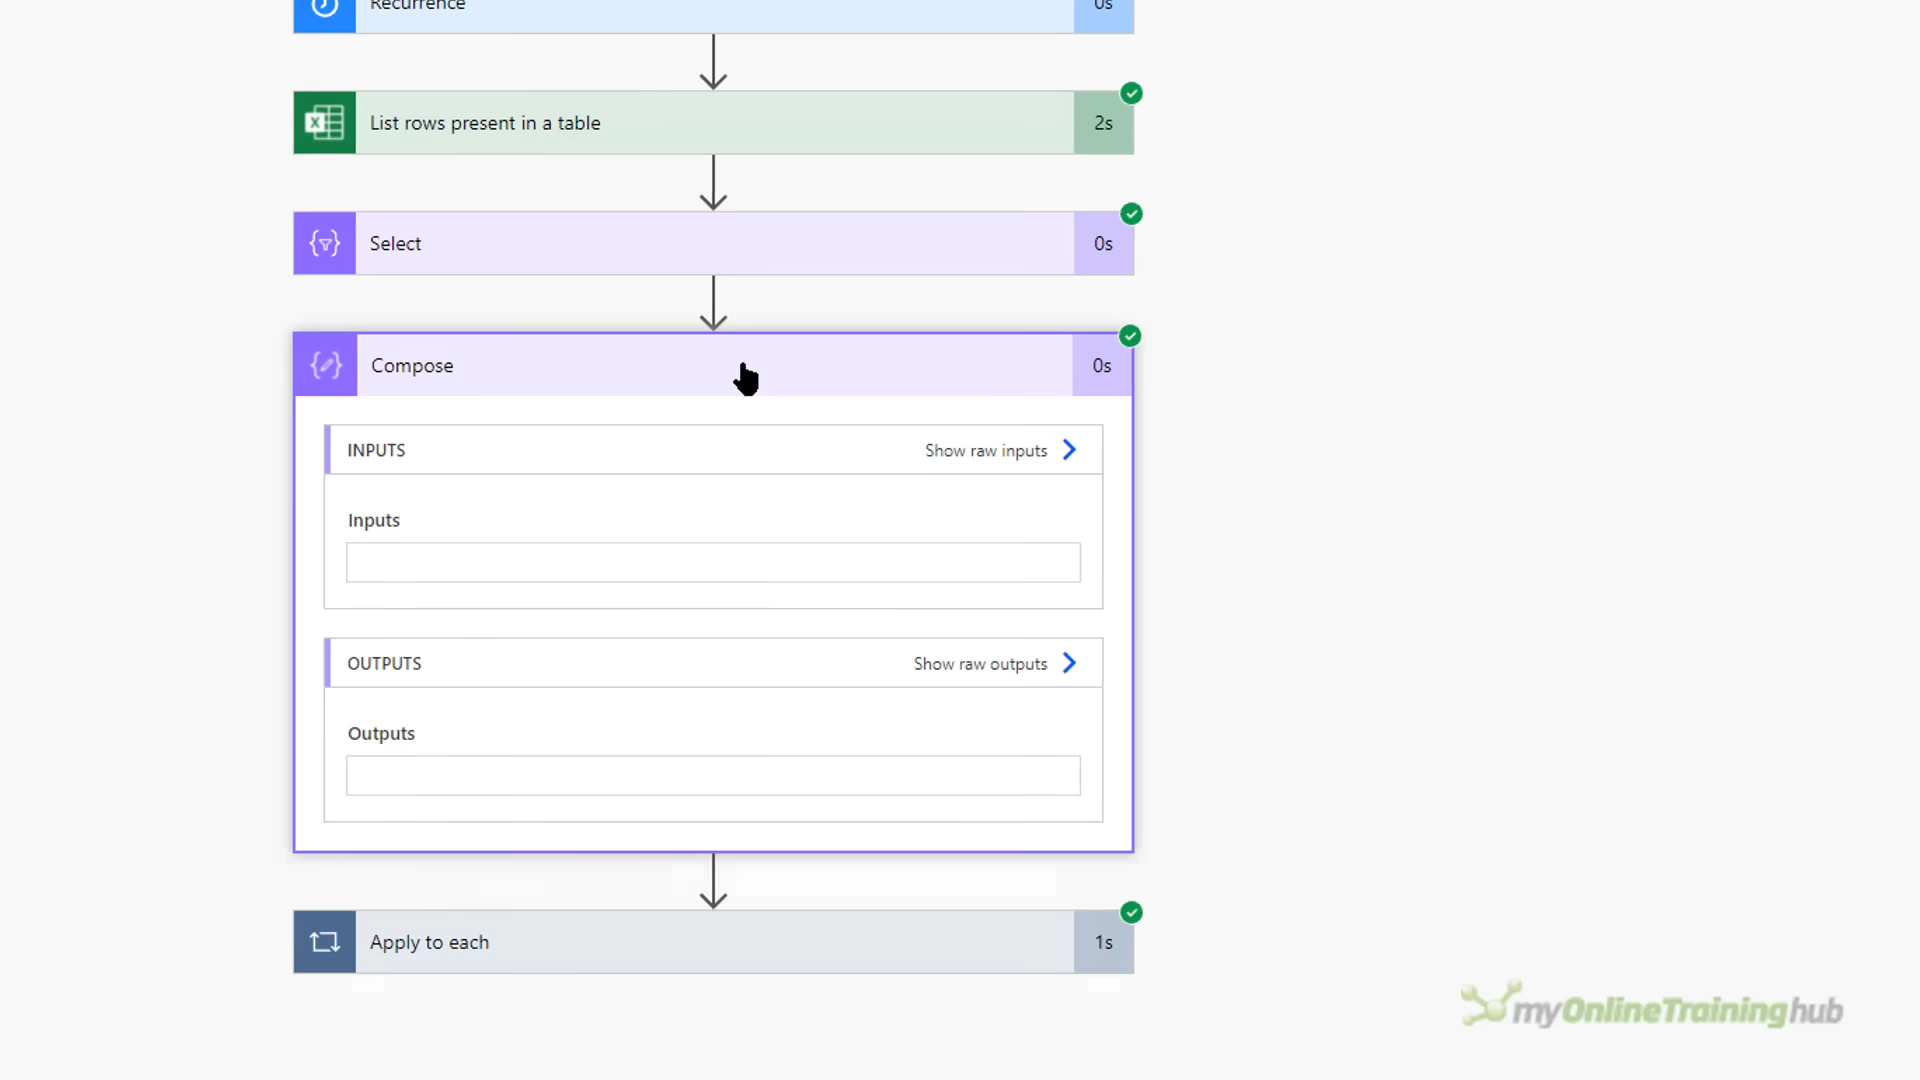 Recurrence
0s
List rows present in a table
2s
Select
0s
Compose
0s
INPUTS
Show raw inputs
Inputs
OUTPUTS
Show raw outputs
Outputs
Apply to each
1s
myOnlineTraininghub